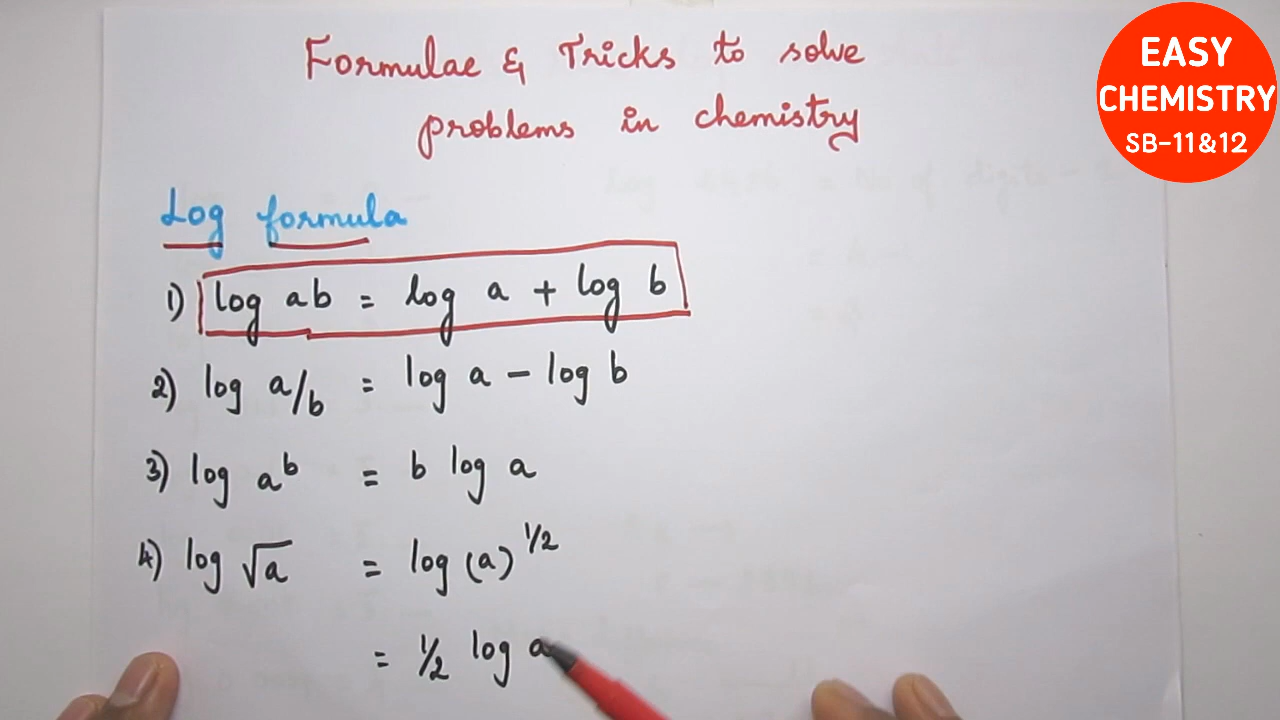 Formulae & Tricks to solve
problems in chemistry
EASY
CHEMISTRY
SB-11&12
Log formula
1) log ab = log a + log b
2) log a/b = log a - log b
3) log a^b = b log a
4) log √a = log (a)^1/2
= 1/2 log a